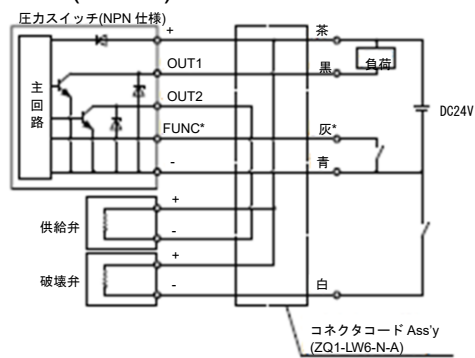 圧力スイッチ(NPN 仕様)
+
茶
主回路
OUT1
黒
負荷
OUT2
DC24V
FUNC*
灰*
-
青
供給弁
+
-
破壊弁
+
-
白
コネクタコード Ass'y
(ZQ1-LW6-N-A)